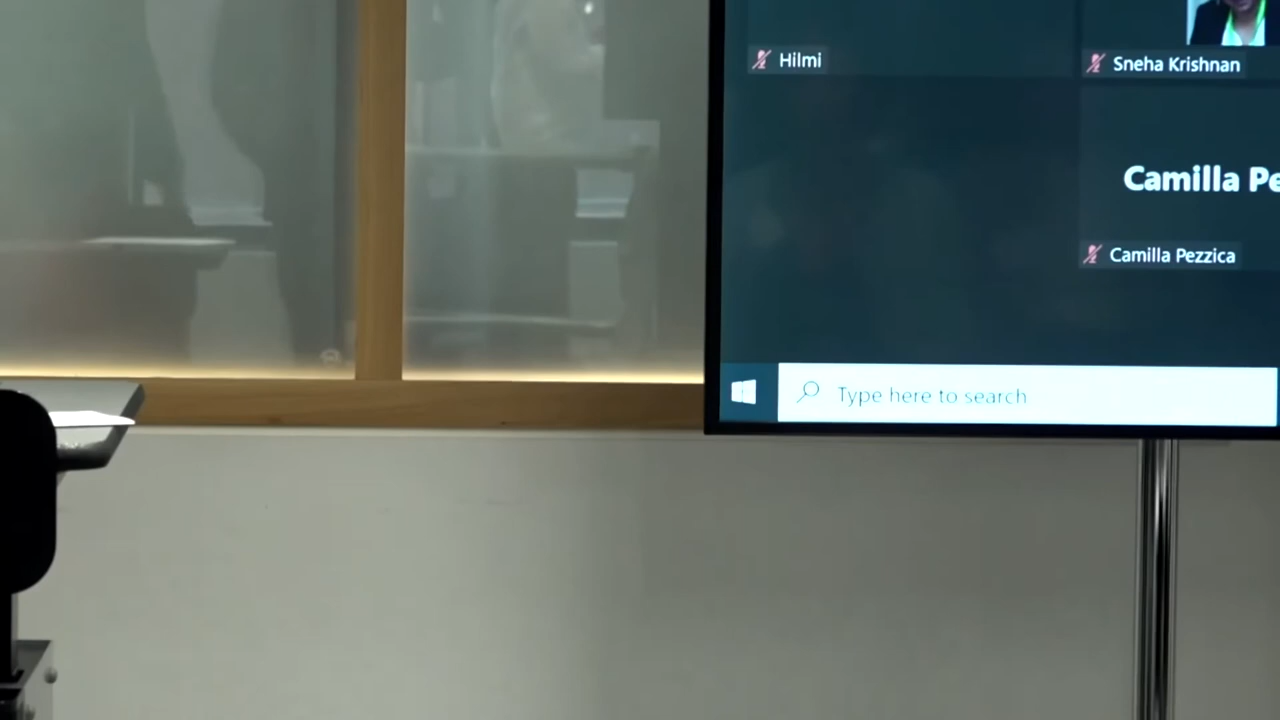 Hilmi
Sneha Krishnan
Camilla Pe
Camilla Pezzica
Type here to search